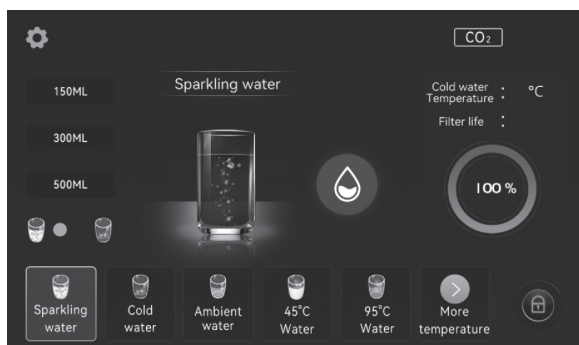 CO₂
150ML
300ML
500ML
Sparkling water
Cold water
Temperature : °C
Filter life :
100 %
Sparkling
water
Cold
water
Ambient
water
45°C
Water
95°C
Water
More
temperature